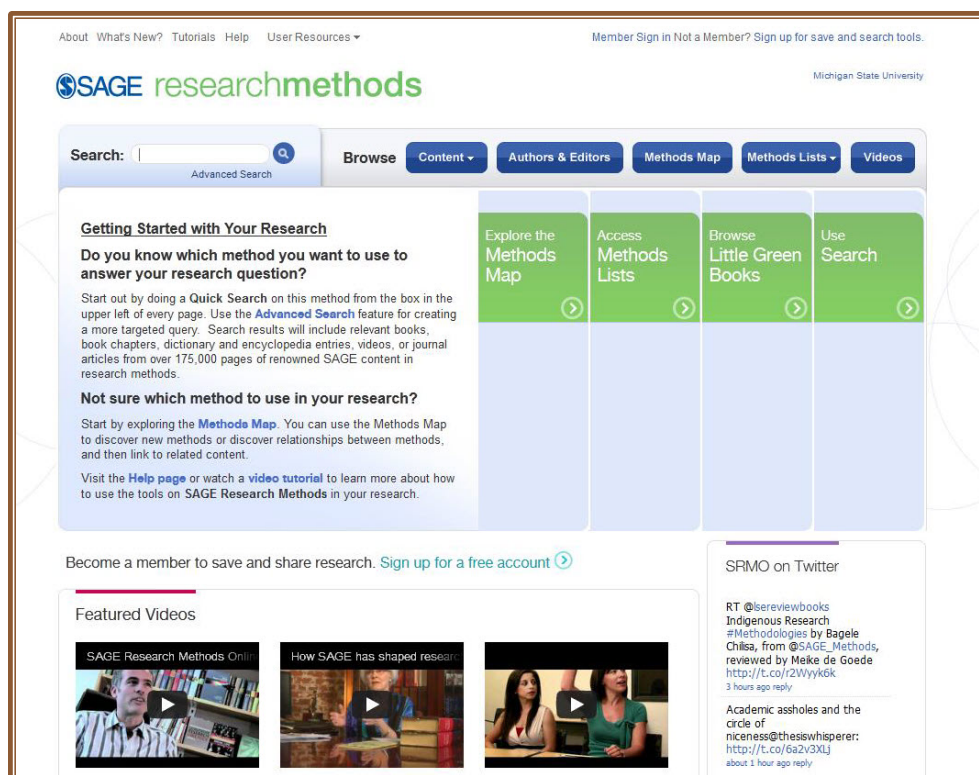 About What's New? Tutorials Help User Resources
Member Sign in Not a Member? Sign up for save and search tools.
SAGE researchmethods
Michigan State University
Search:
Advanced Search
Browse Content Authors & Editors Methods Map Methods Lists Videos
Getting Started with Your Research
Do you know which method you want to use to
answer your research question?
Start out by doing a Quick Search on this method from the box in the
upper left of every page. Use the Advanced Search feature for creating
a more targeted query. Search results will include relevant books,
book chapters, dictionary and encyclopedia entries, videos, or journal
articles from over 175,000 pages of renowned SAGE content in
research methods.
Not sure which method to use in your research?
Start by exploring the Methods Map. You can use the Methods Map
to discover new methods or discover relationships between methods,
and then link to related content.
Visit the Help page or watch a video tutorial to learn more about how
to use the tools on SAGE Research Methods in your research.
Explore the
Methods
Map
Access
Methods
Lists
Browse
Little Green
Books
Use
Search
Become a member to save and share research. Sign up for a free account
Featured Videos
SAGE Research Methods Onlin
How SAGE has shaped researc
SRMO on Twitter
RT @lsereviewbooks
Indigenous Research
#Methodologies by Bagele
Chilisa, from @SAGE_Methods,
reviewed by Meike de Goede
http://t.co/r2Wyyk6k
3 hours ago reply
Academic assholes and the
circle of
niceness@thesiswhisperer:
http://t.co/6a2v3XLj
about 1 hour ago reply